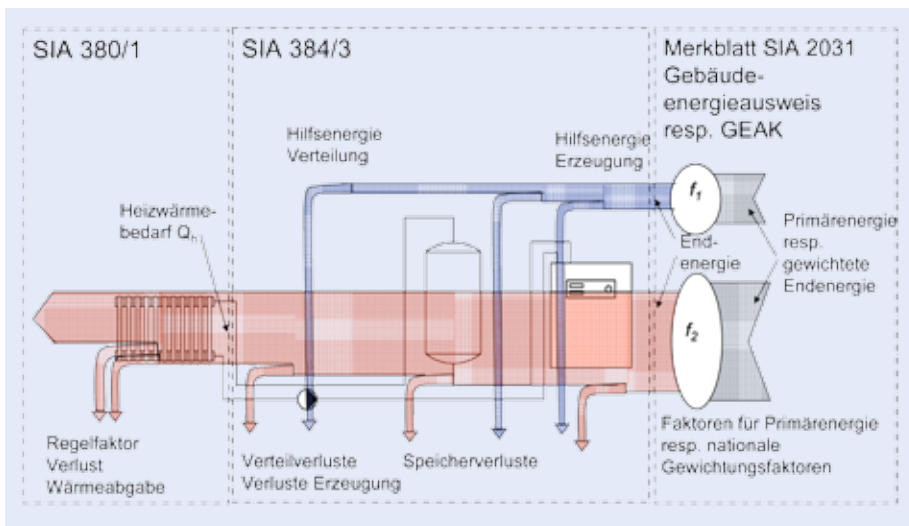 SIA 380/1
SIA 384/3
Merkblatt SIA 2031
Gebäude-
energieausweis
resp. GEAK
Hilfsenergie
Verteilung
Hilfsenergie
Erzeugung
Heizwärme-
bedarf Qh
f1
End-
energie
Primärenergie
resp.
gewichtete
Endenergie
f2
Regelfaktor
Verlust
Wärmeabgabe
Verteilverluste
Verluste Erzeugung
Speicherverluste
Faktoren für Primärenergie
resp. nationale
Gewichtungsfaktoren